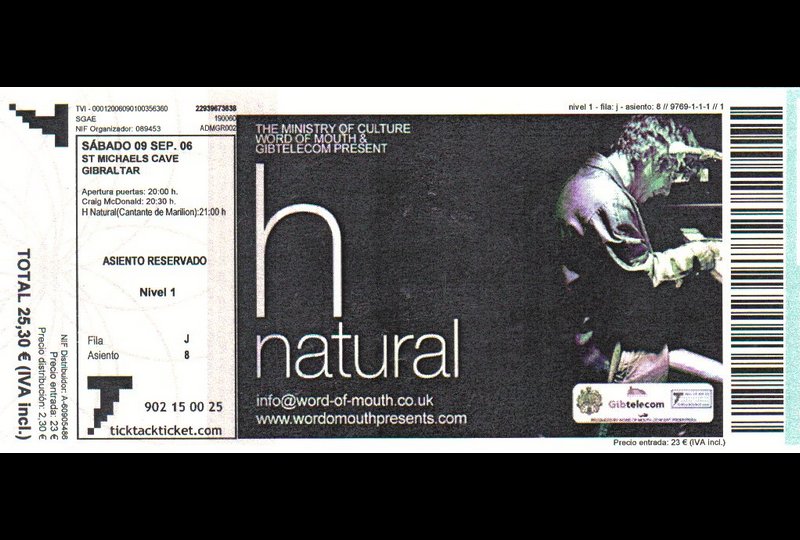 TVI - 00012006090100356360
22939673638
SGAE
190060
NIF Organizador: 089453
ADMGR002
SÁBADO 09 SEP. 06
ST MICHAELS CAVE
GIBRALTAR
Apertura puertas: 20:00 h.
Craig McDonald: 20:30 h.
H Natural(Cantante de Marilion):21:00 h
ASIENTO RESERVADO
Nivel 1
Fila J
Asiento 8
902 15 00 25
ticktackticket.com
TOTAL 25,30 € (IVA incl.)
NIF Distribuidor: A-60905486
Precio entrada: 23 €
Precio distribución: 2,30 €
THE MINISTRY OF CULTURE
WORD OF MOUTH &
GIBTELECOM PRESENT
h
natural
info@word-of-mouth.co.uk
www.wordomouthpresents.com
nivel 1 - fila: j - asiento: 8 // 9769-1-1-1 // 1
Gibtelecom
Precio entrada: 23 € (IVA incl.)